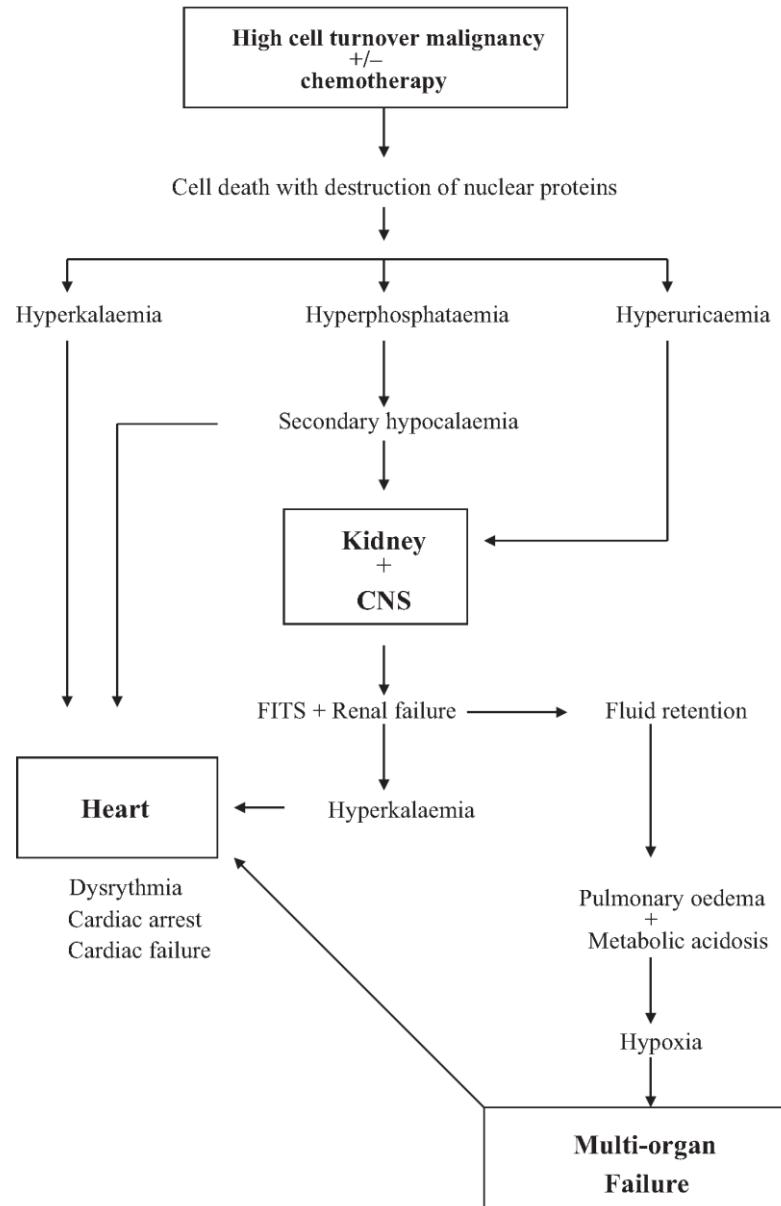 High cell turnover malignancy
+/–
chemotherapy
Cell death with destruction of nuclear proteins
Hyperkalaemia
Hyperphosphataemia
Hyperuricaemia
Secondary hypocalaemia
Kidney
+
CNS
FITS + Renal failure
Fluid retention
Heart
Hyperkalaemia
Dysrythmia
Cardiac arrest
Cardiac failure
Pulmonary oedema
+
Metabolic acidosis
Hypoxia
Multi-organ
Failure